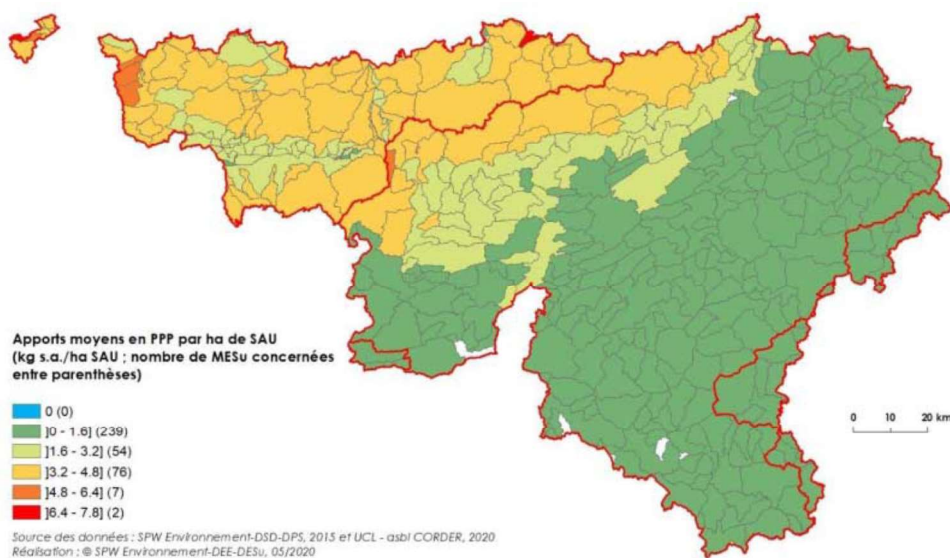 Apports moyens en PPP par ha de SAU
(kg s.a./ha SAU ; nombre de MESu concernées
entre parenthèses)
0 (0)
]0 - 1.6] (239)
]1.6 - 3.2] (54)
]3.2 - 4.8] (76)
]4.8 - 6.4] (7)
]6.4 - 7.8] (2)
0 10 20 km
Source des données : SPW Environnement-DSD-DPS, 2015 et UCL - asbl CORDER, 2020
Réalisation : © SPW Environnement-DEE-DESu, 05/2020